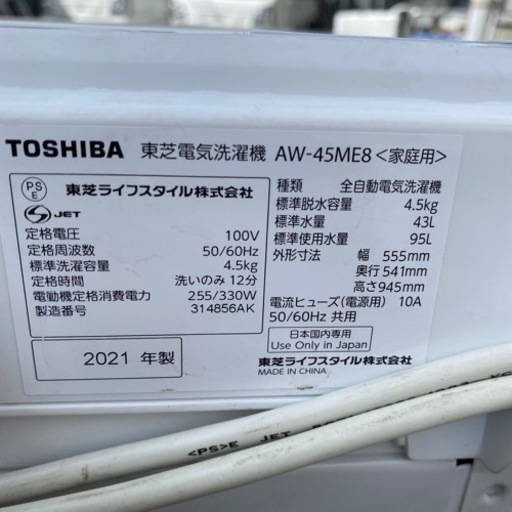 TOSHIBA 東芝電気洗濯機 AW-45ME8<家庭用>
PS E
東芝ライフスタイル株式会社
S JET
定格電圧 100V
定格周波数 50/60Hz
標準洗濯容量 4.5kg
定格時間 洗いのみ 12分
電動機定格消費電力 255/330W
製造番号 314856AK
2021 年製
種類 全自動電気洗濯機
標準脱水容量 4.5kg
標準水量 43L
標準使用水量 95L
外形寸法 幅 555mm
奥行 541mm
高さ 945mm
電流ヒューズ(電源用) 10A
50/60Hz 共用
日本国内専用
Use Only in Japan
東芝ライフスタイル株式会社
MADE IN CHINA
<PS>E JET